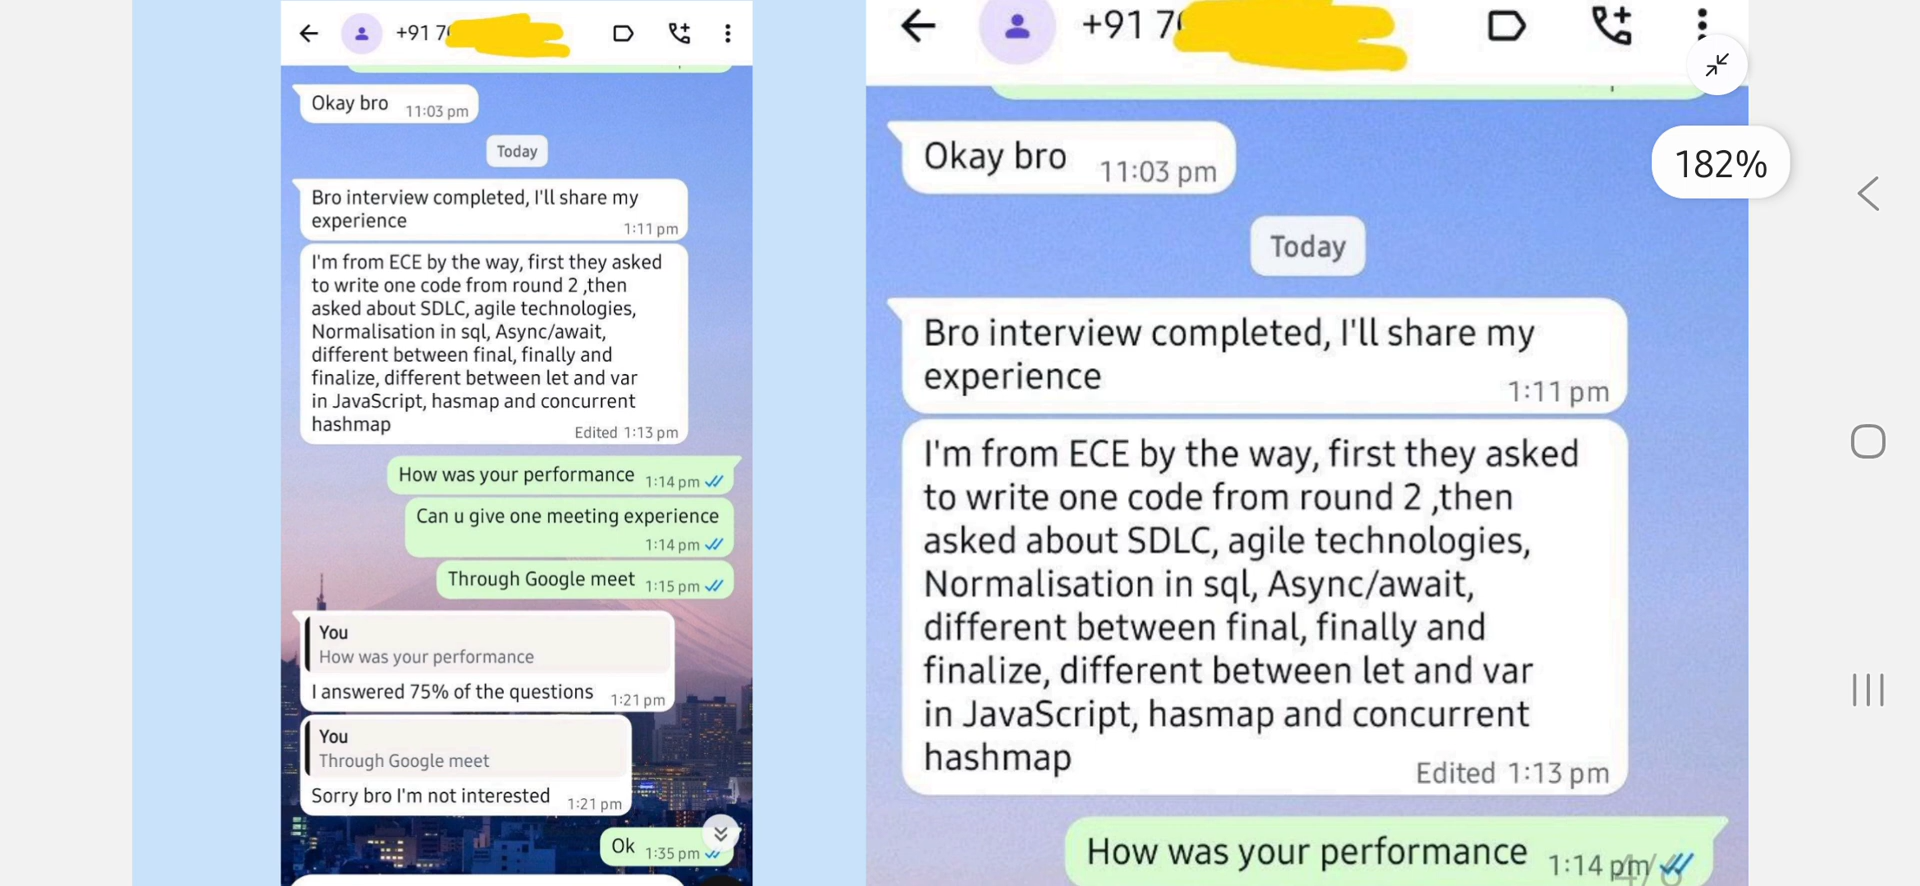 +91 7
Okay bro 11:03 pm
Today
Bro interview completed, I'll share my
experience 1:11 pm
I'm from ECE by the way, first they asked
to write one code from round 2 ,then
asked about SDLC, agile technologies,
Normalisation in sql, Async/await,
different between final, finally and
finalize, different between let and var
in JavaScript, hasmap and concurrent
hashmap Edited 1:13 pm
How was your performance 1:14 pm
Can u give one meeting experience
1:14 pm
Through Google meet 1:15 pm
You
How was your performance
I answered 75% of the questions 1:21 pm
You
Through Google meet
Sorry bro I'm not interested 1:21 pm
Ok 1:35 pm
+91 7
182%
Okay bro 11:03 pm
Today
Bro interview completed, I'll share my
experience 1:11 pm
I'm from ECE by the way, first they asked
to write one code from round 2 ,then
asked about SDLC, agile technologies,
Normalisation in sql, Async/await,
different between final, finally and
finalize, different between let and var
in JavaScript, hasmap and concurrent
hashmap Edited 1:13 pm
How was your performance 1:14 pm